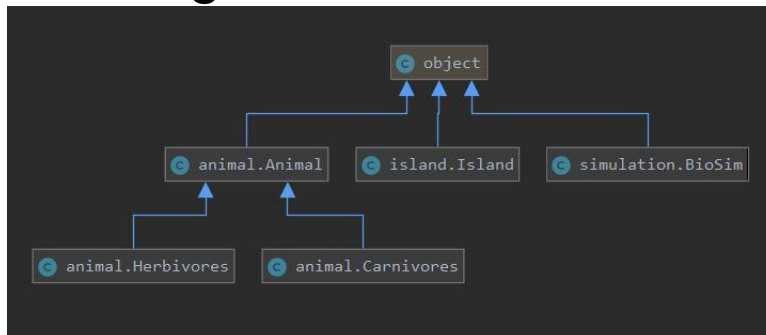 C object
C animal.Animal
C island.Island
C simulation.BioSim
C animal.Herbivores
C animal.Carnivores